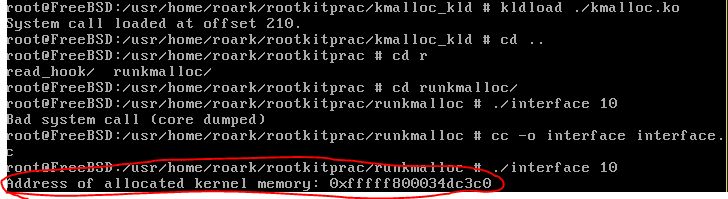 root@FreeBSD:/usr/home/roark/rootkitprac/kmalloc_kld # kldload ./kmalloc.ko
System call loaded at offset 210.
root@FreeBSD:/usr/home/roark/rootkitprac/kmalloc_kld # cd ..
root@FreeBSD:/usr/home/roark/rootkitprac # cd r
read_hook/  runkmalloc/
root@FreeBSD:/usr/home/roark/rootkitprac # cd runkmalloc/
root@FreeBSD:/usr/home/roark/rootkitprac/runkmalloc # ./interface 10
Bad system call (core dumped)
root@FreeBSD:/usr/home/roark/rootkitprac/runkmalloc # cc -o interface interface.
c
root@FreeBSD:/usr/home/roark/rootkitprac/runkmalloc # ./interface 10
Address of allocated kernel memory: 0xfffff800034dc3c0